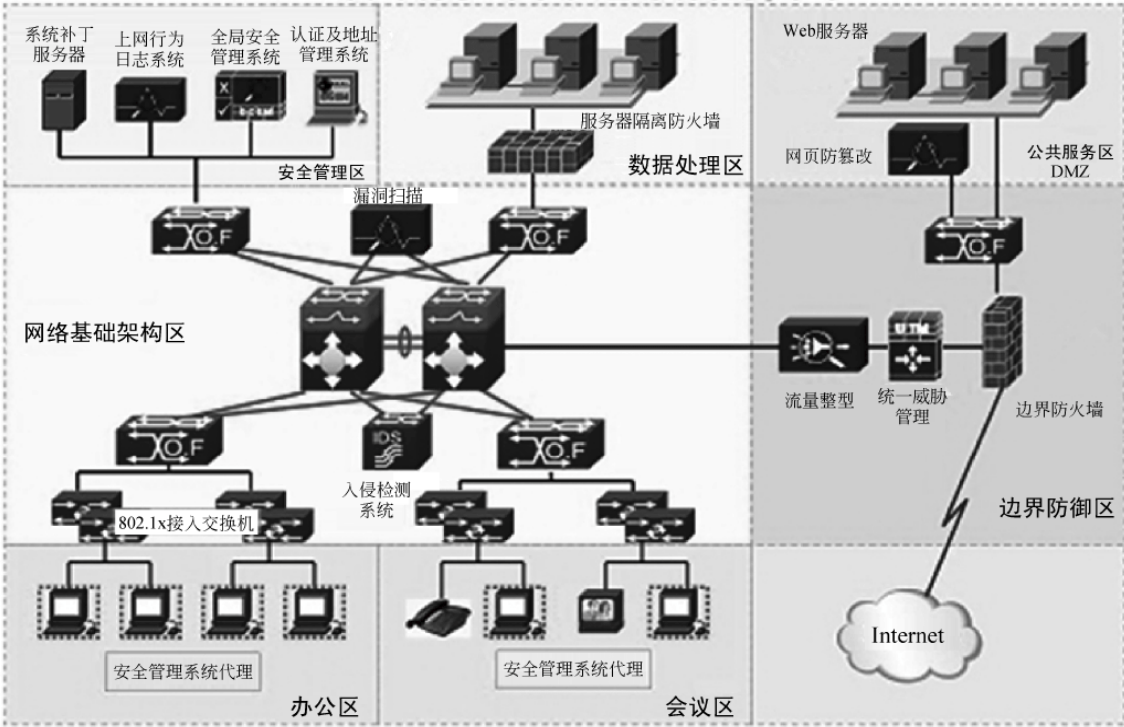 系统补丁
服务器
上网行为
日志系统
全局安全
管理系统
认证及地址
管理系统
安全管理区
服务器隔离防火墙
数据处理区
Web服务器
网页防篡改
公共服务区
DMZ
漏洞扫描
网络基础架构区
UTM
流量整型
统一威胁
管理
边界防火墙
边界防御区
IDS
入侵检测
系统
802.1x接入交换机
安全管理系统代理
办公区
安全管理系统代理
会议区
Internet